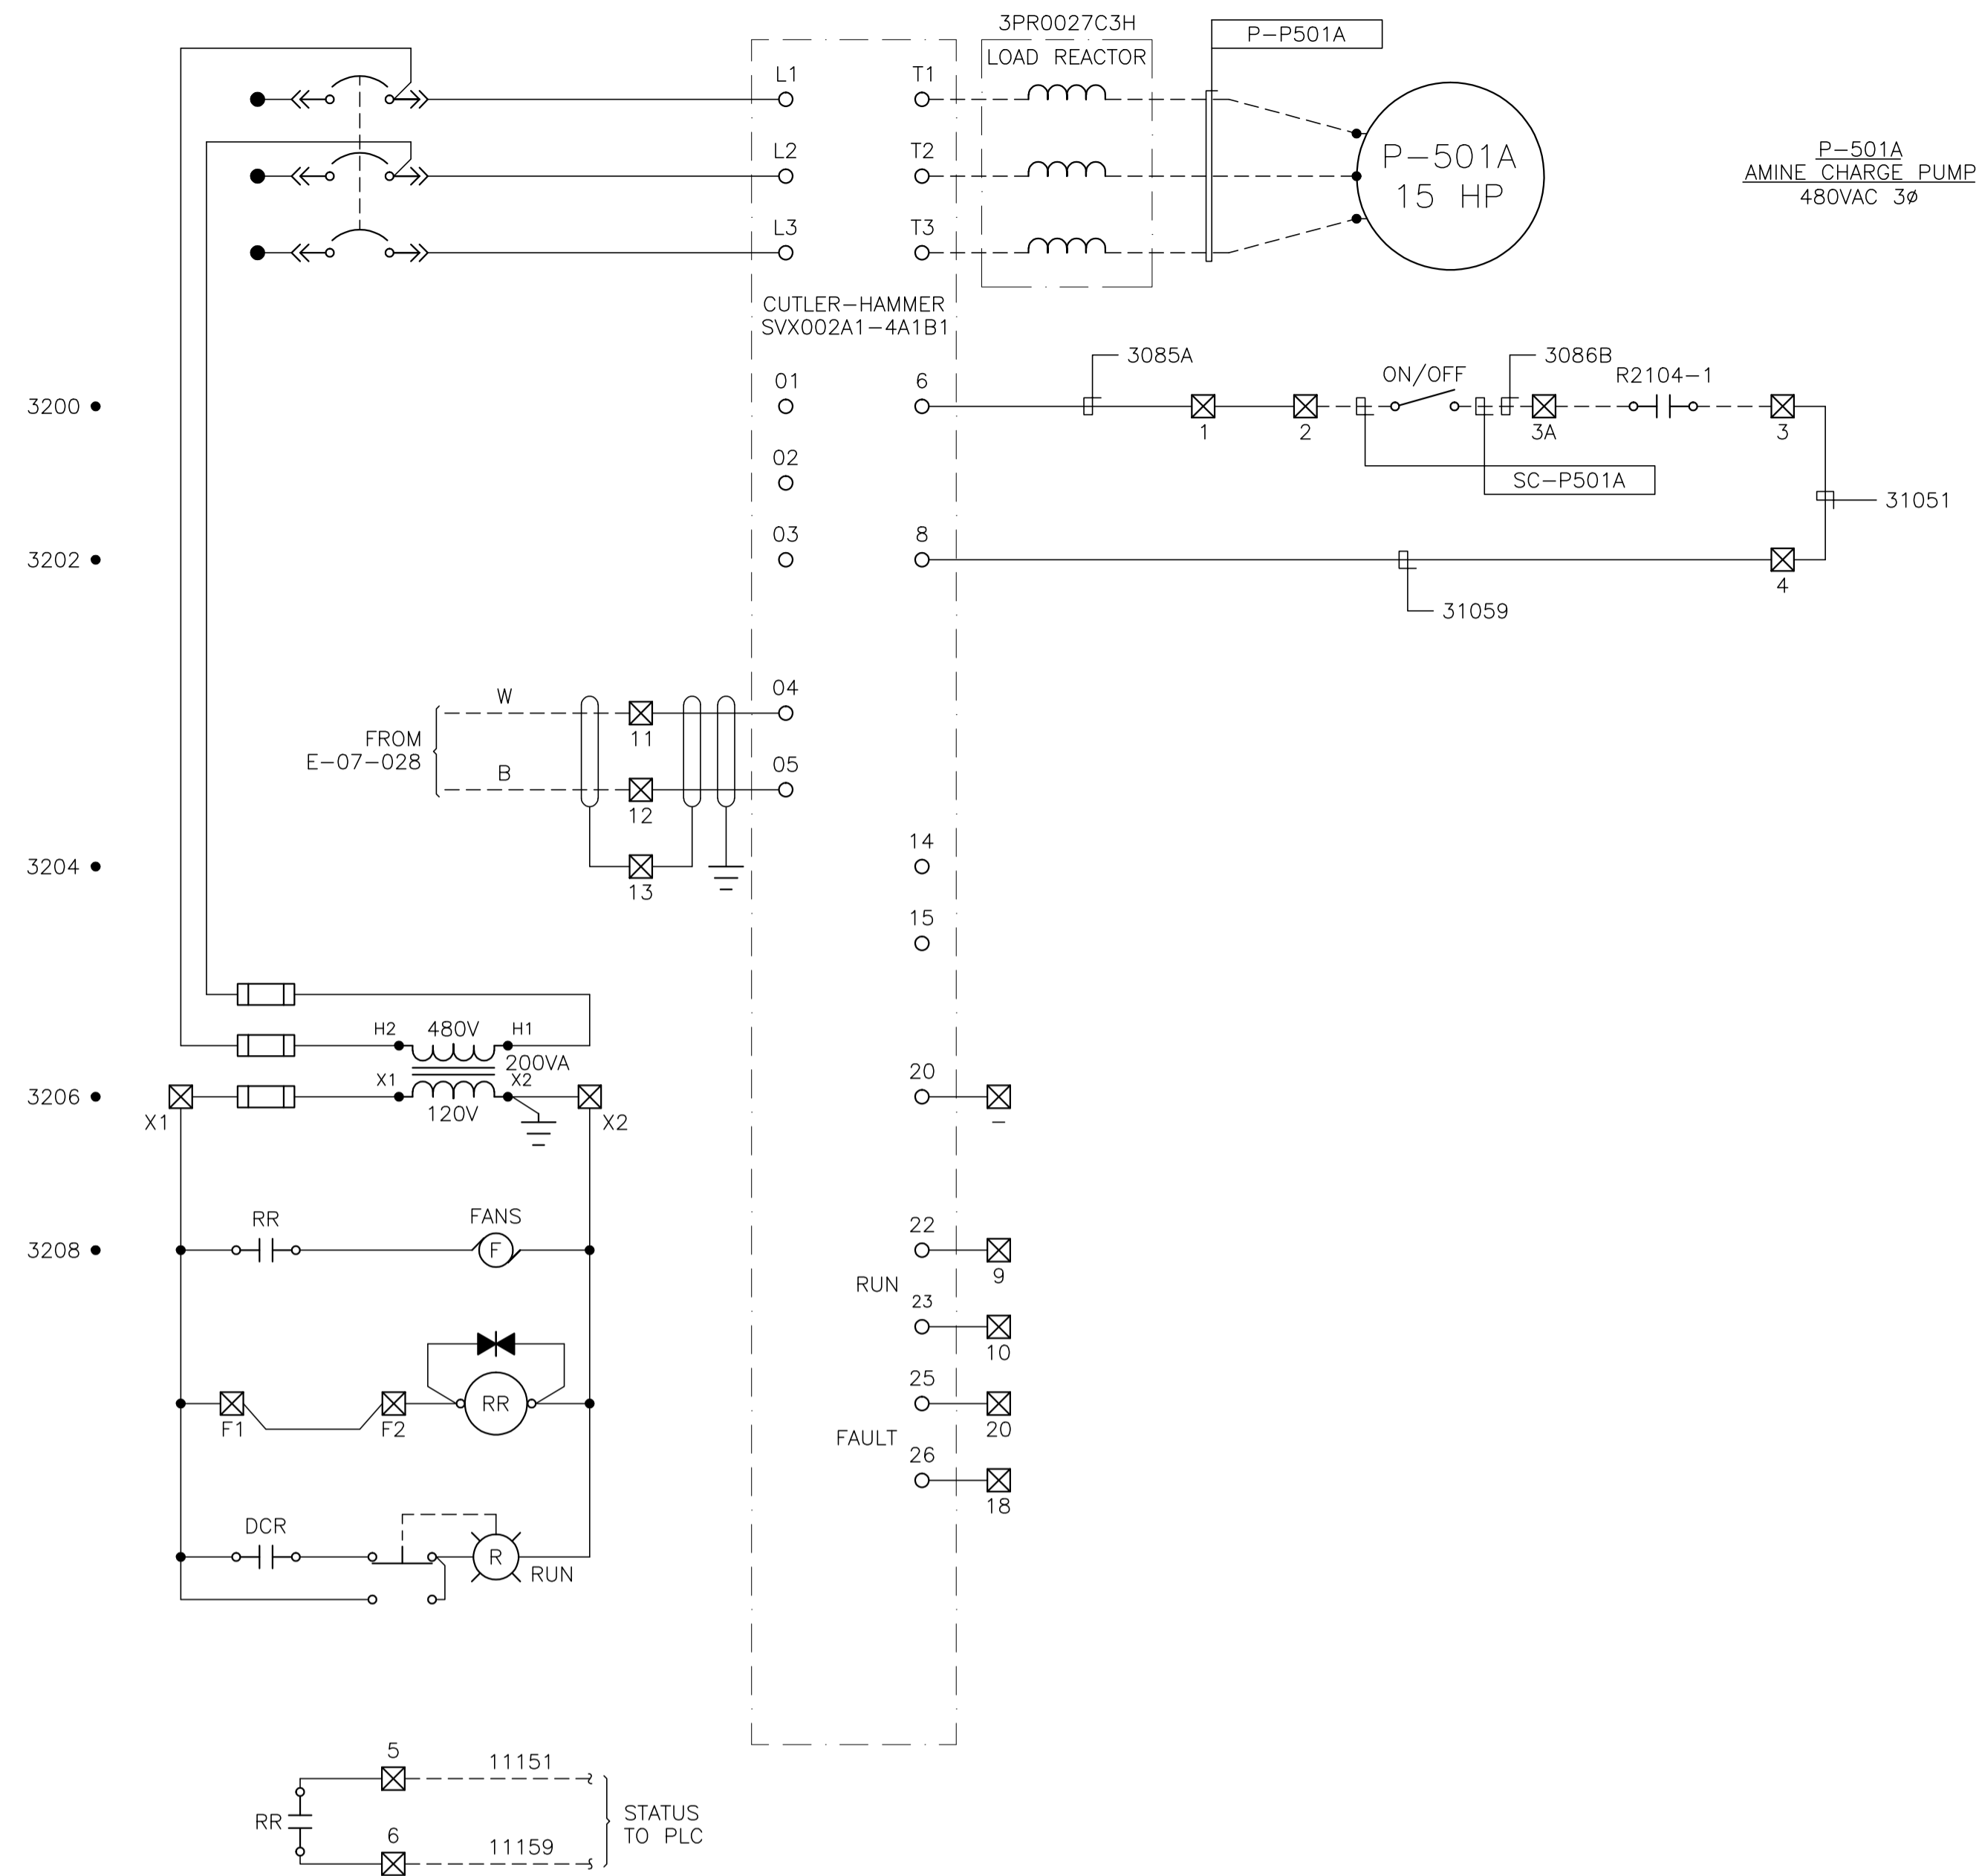 3PR0027C3H
LOAD REACTOR
P-P501A
L1
T1
L2
T2
L3
T3
P-501A
15 HP
P-501A
AMINE CHARGE PUMP
480VAC 3ø
CUTLER-HAMMER
SVX002A1-4A1B1
3200
01
6
3085A
1
2
ON/OFF
3086B
3A
R2104-1
3
02
SC-P501A
31051
3202
03
8
4
31059
FROM
E-07-028
W
B
11
12
13
04
05
3204
14
15
H2
480V
H1
200VA
X1
X2
120V
3206
X1
X2
20
-
3208
RR
FANS
F
22
9
RUN
23
10
F1
F2
RR
25
20
FAULT
26
18
DCR
R
RUN
5
11151
RR
STATUS
TO PLC
6
11159